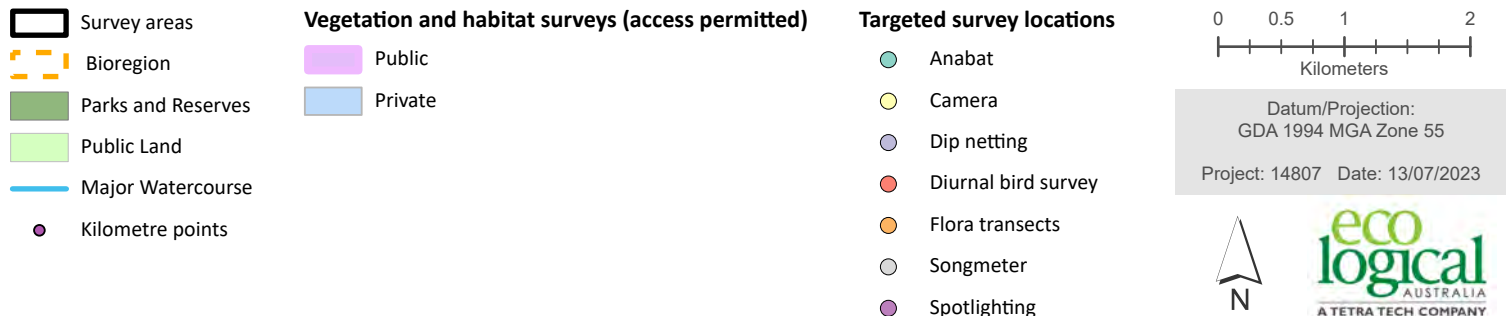 Survey areas
Bioregion
Parks and Reserves
Public Land
Major Watercourse
Kilometre points
Vegetation and habitat surveys (access permitted)
Public
Private
Targeted survey locations
Anabat
Camera
Dip netting
Diurnal bird survey
Flora transects
Songmeter
Spotlighting
0 0.5 1 2
Kilometers
Datum/Projection:
GDA 1994 MGA Zone 55
Project: 14807 Date: 13/07/2023
N
eco
logical
AUSTRALIA
A TETRA TECH COMPANY